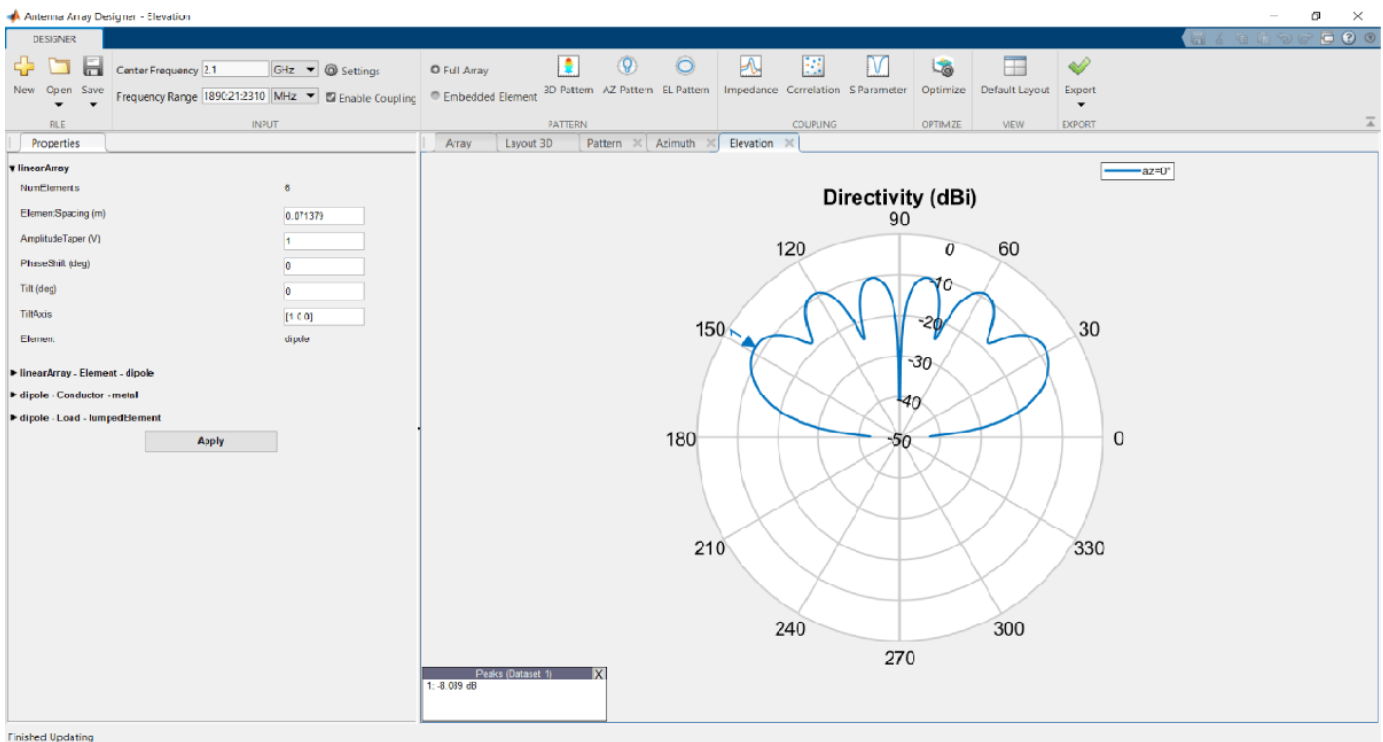 Antenna Array Designer - Elevation
DESIGNER
New Open Save
FILE
Center Frequency 2.1 GHz Settings
Frequency Range 1890:21:2310 MHz Enable Coupling
INPUT
Full Array
Embedded Element
3D Pattern AZ Pattern EL Pattern
PATTERN
Impedance Correlation S Parameter
COUPLING
Optimize
OPTIMIZE
Default Layout
VIEW
Export
EXPORT
Properties
linearArray
NumElements 6
ElementSpacing (m) 0.071379
AmplitudeTaper (V) 1
PhaseShift (deg) 0
Tilt (deg) 0
TiltAxis [1 0 0]
Element dipole
linearArray - Element - dipole
dipole - Conductor - metal
dipole - Load - lumpedElement
Apply
Array Layout 3D Pattern Azimuth Elevation
az=0°
Directivity (dBi)
90
120 0 60
-10
150 1 -20 30
-30
-40
180 -50 0
210 330
240 300
270
Peaks (Dataset 1) X
1: -8.089 dB
Finished Updating